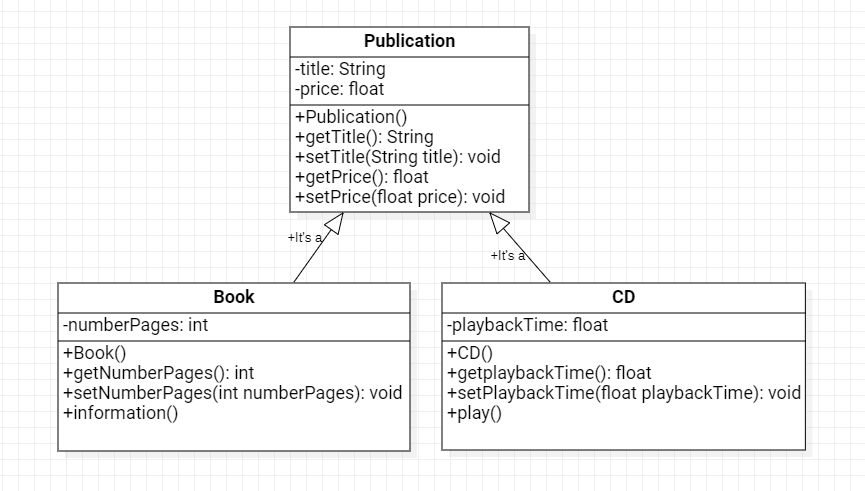 Publication
-title: String
-price: float
+Publication()
+getTitle(): String
+setTitle(String title): void
+getPrice(): float
+setPrice(float price): void
+It's a
+It's a
Book
-numberPages: int
+Book()
+getNumberPages(): int
+setNumberPages(int numberPages): void
+information()
CD
-playbackTime: float
+CD()
+getplaybackTime(): float
+setPlaybackTime(float playbackTime): void
+play()